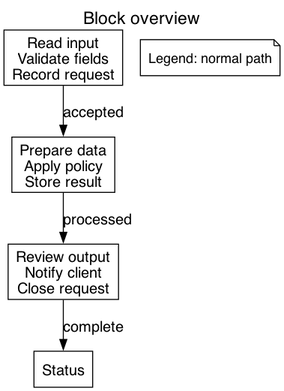 Block overview
Read input
Validate fields
Record request
Legend: normal path
accepted
Prepare data
Apply policy
Store result
processed
Review output
Notify client
Close request
complete
Status